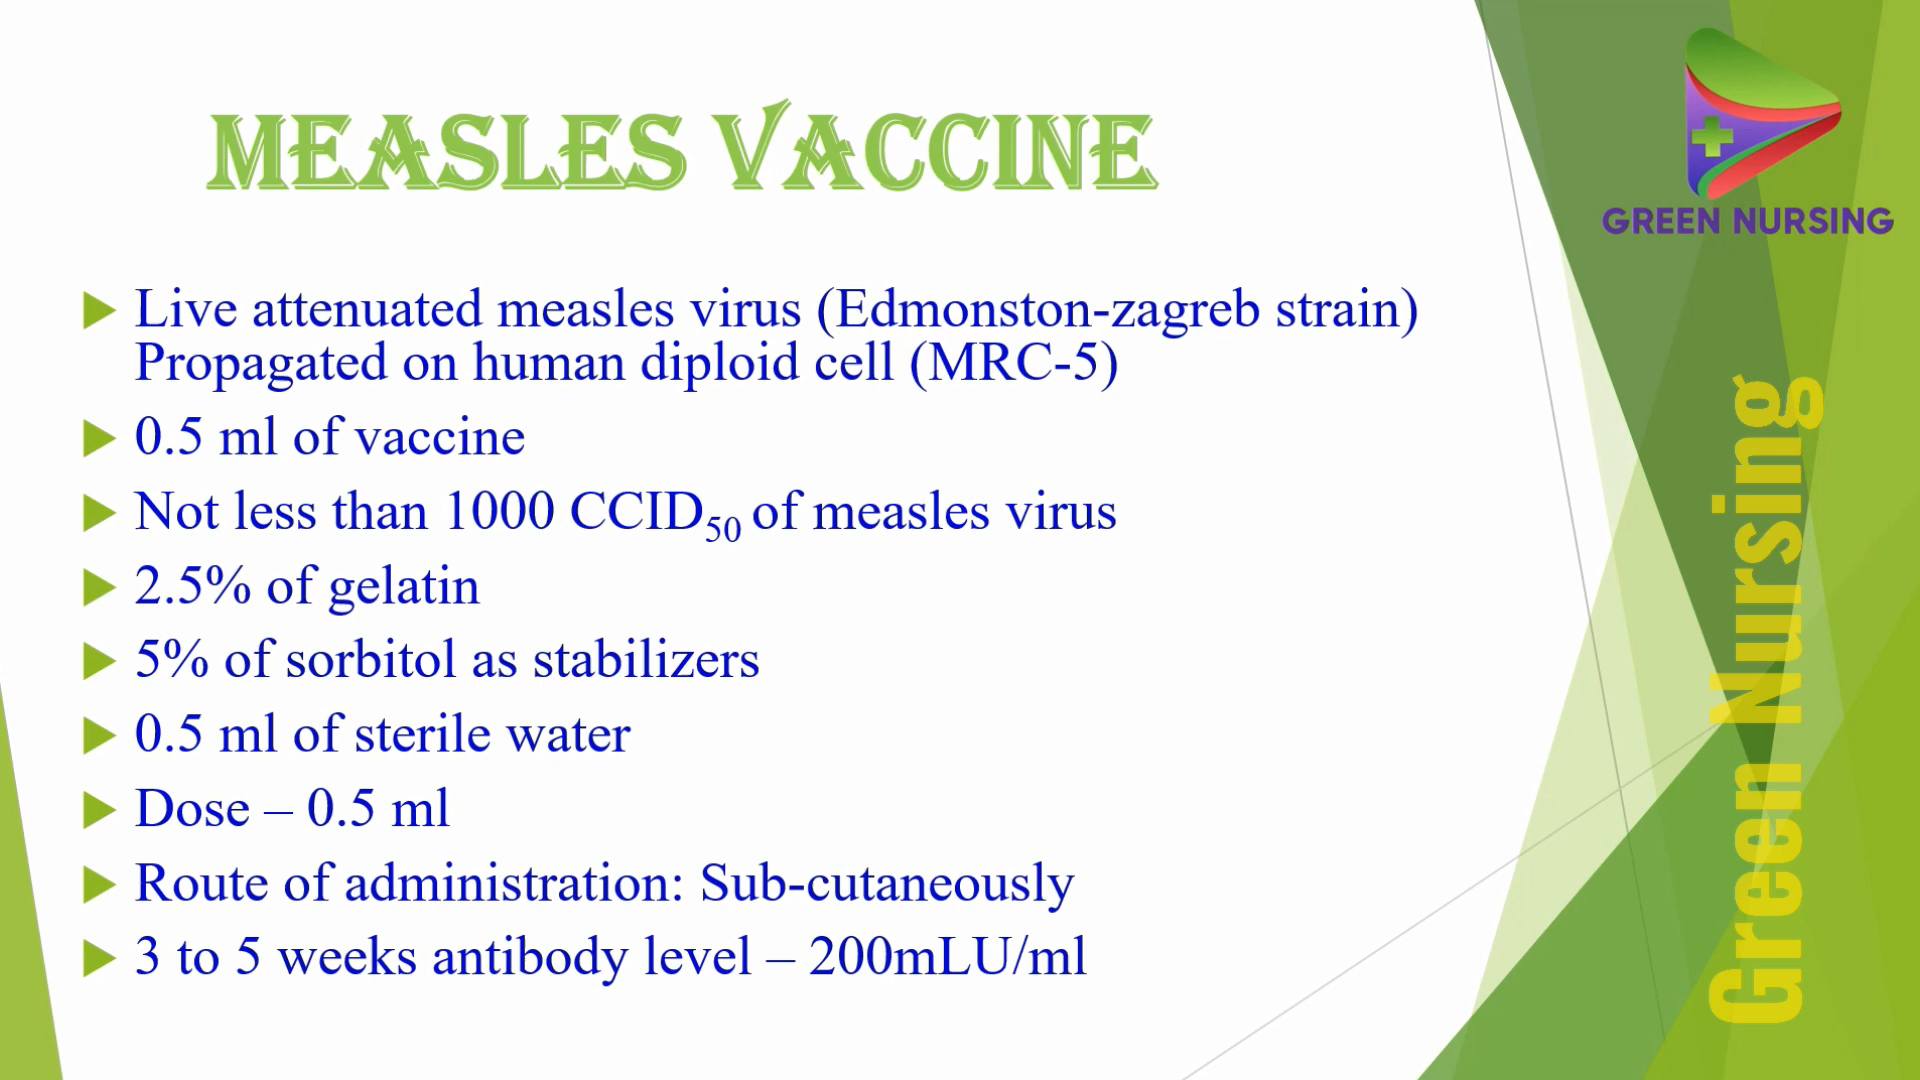 MEASLES VACCINE
GREEN NURSING
Live attenuated measles virus (Edmonston-zagreb strain)
Propagated on human diploid cell (MRC-5)
0.5 ml of vaccine
Not less than 1000 CCID50 of measles virus
2.5% of gelatin
5% of sorbitol as stabilizers
0.5 ml of sterile water
Dose – 0.5 ml
Route of administration: Sub-cutaneously
3 to 5 weeks antibody level – 200mLU/ml
Green Nursing